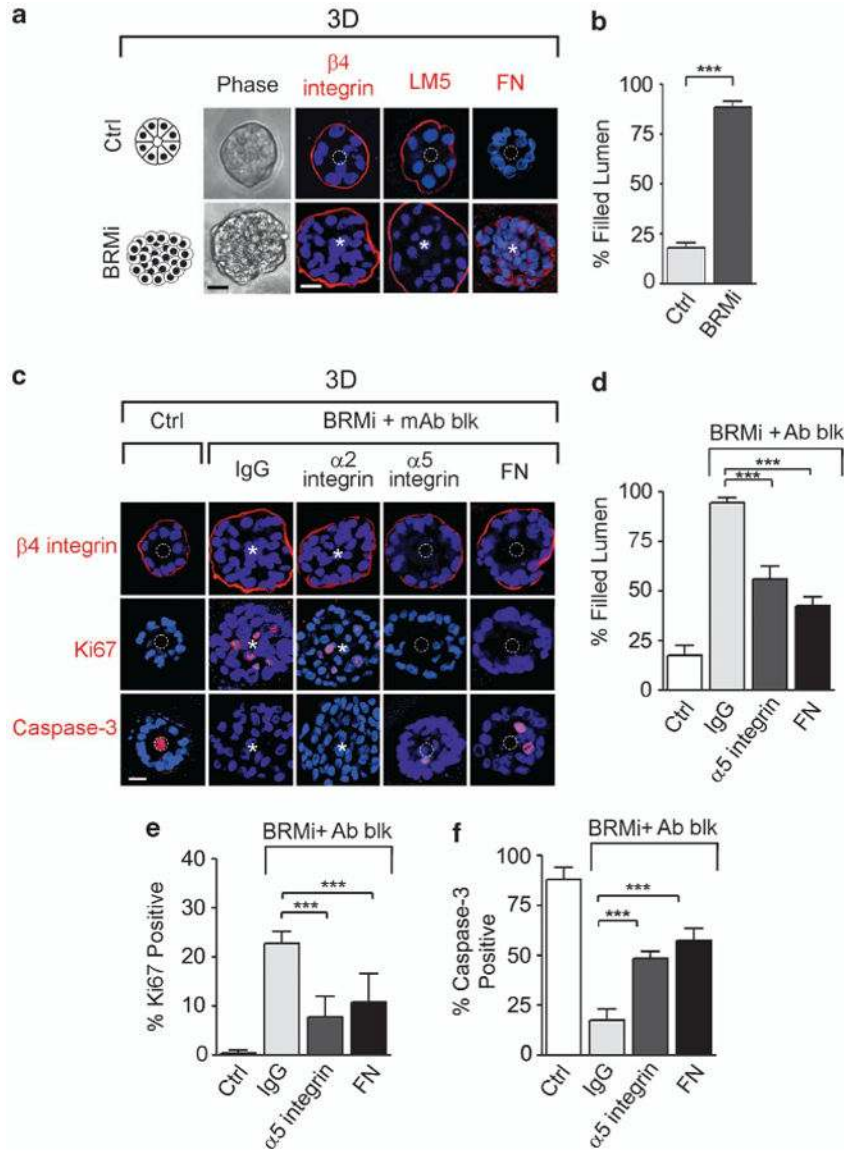 a
3D
Phase
β4 integrin
LM5
FN
Ctrl
*
BRMi
* * *
b
***
% Filled Lumen
100
75
50
25
0
Ctrl
BRMi
c
3D
Ctrl
BRMi + mAb blk
IgG
α2 integrin
α5 integrin
FN
β4 integrin
* *
Ki67
* *
Caspase-3
* *
d
BRMi + Ab blk
***
***
% Filled Lumen
100
75
50
25
0
Ctrl
IgG
α5 integrin
FN
e
BRMi+ Ab blk
***
***
% Ki67 Positive
40
30
20
10
0
Ctrl
IgG
α5 integrin
FN
f
BRMi+ Ab blk
***
***
% Caspase-3
Positive
100
75
50
25
0
Ctrl
IgG
α5 integrin
FN